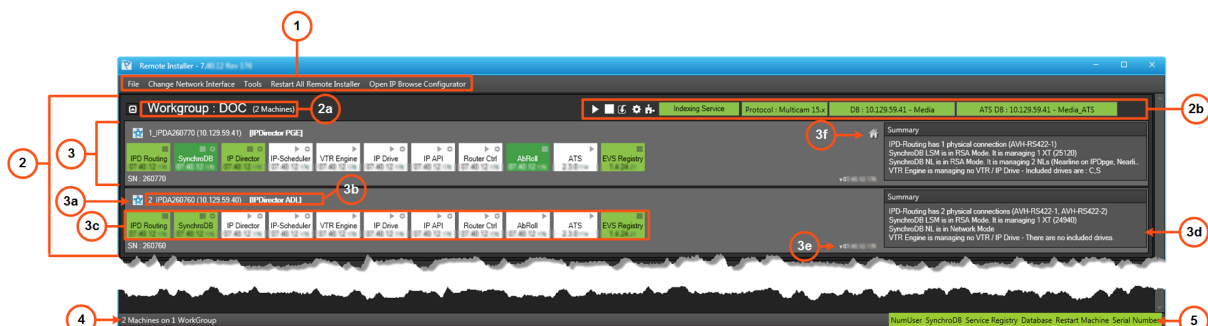 1
Remote Installer - 7.
File Change Network Interface Tools Restart All Remote Installer Open IP Browse Configurator
Workgroup : DOC (2 Machines)
2a
Indexing Service Protocol : Multicam 15.x DB : 10.129.59.41 - Media ATS DB : 10.129.59.41 - Media_ATS
2b
2
3
1_IPDA260770 (10.129.59.41) [IPDirector PGE]
3f
Summary
IPD-Routing has 1 physical connection (AVH-RS422-1)
SynchroDB LSM is in RSA Mode. It is managing 1 XT (25120)
SynchroDB NL is in RSA Mode. It is managing 2 NLs (Nearline on IPDpge, Nearli..
VTR Engine is managing no VTR / IP Drive - Included drives are : C,S
IPD Routing SynchroDB IP Director IP-Scheduler VTR Engine IP Drive IP API Router Ctrl AbRoll ATS EVS Registry
SN : 260770
3a
2_IPDA260760 (10.129.59.40) [IPDirector ADL]
3b
Summary
IPD-Routing has 2 physical connections (AVH-RS422-1, AVH-RS422-2)
SynchroDB LSM is in RSA Mode. It is managing 1 XT (24940)
SynchroDB NL is in Network Mode
VTR Engine is managing no VTR / IP Drive - There are no included drives.
3c
IPD Routing SynchroDB IP Director IP-Scheduler VTR Engine IP Drive IP API Router Ctrl AbRoll ATS EVS Registry
3d
SN : 260760
3e
4
2 Machines on 1 WorkGroup
NumUser SynchroDB Service Registry Database Restart Machine Serial Number
5